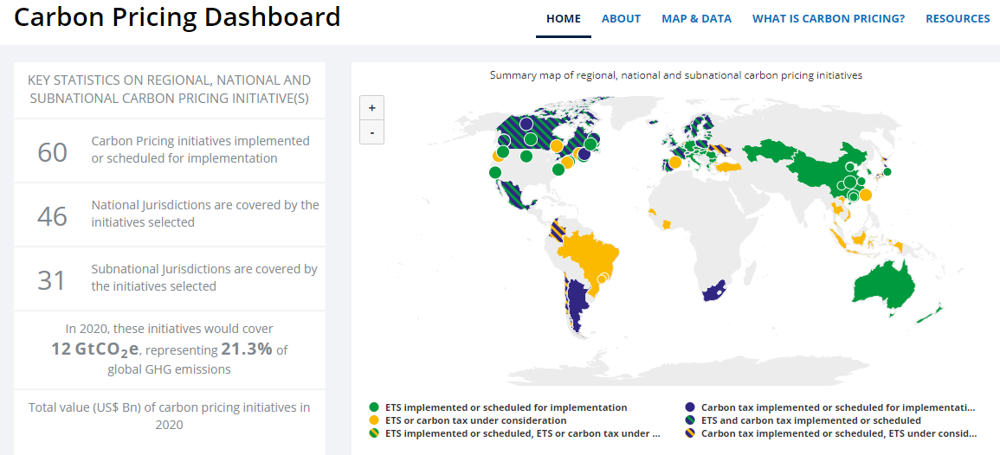 Carbon Pricing Dashboard
HOME ABOUT MAP & DATA WHAT IS CARBON PRICING? RESOURCES
KEY STATISTICS ON REGIONAL, NATIONAL AND
SUBNATIONAL CARBON PRICING INITIATIVE(S)
60
Carbon Pricing initiatives implemented
or scheduled for implementation
46
National Jurisdictions are covered by the
initiatives selected
31
Subnational Jurisdictions are covered by
the initiatives selected
In 2020, these initiatives would cover
12 GtCO₂e, representing 21.3% of
global GHG emissions
Total value (US$ Bn) of carbon pricing initiatives in
2020
Summary map of regional, national and subnational carbon pricing initiatives
+
-
ETS implemented or scheduled for implementation
ETS or carbon tax under consideration
ETS implemented or scheduled, ETS or carbon tax under ...
Carbon tax implemented or scheduled for implementati...
ETS and carbon tax implemented or scheduled
Carbon tax implemented or scheduled, ETS under consid...